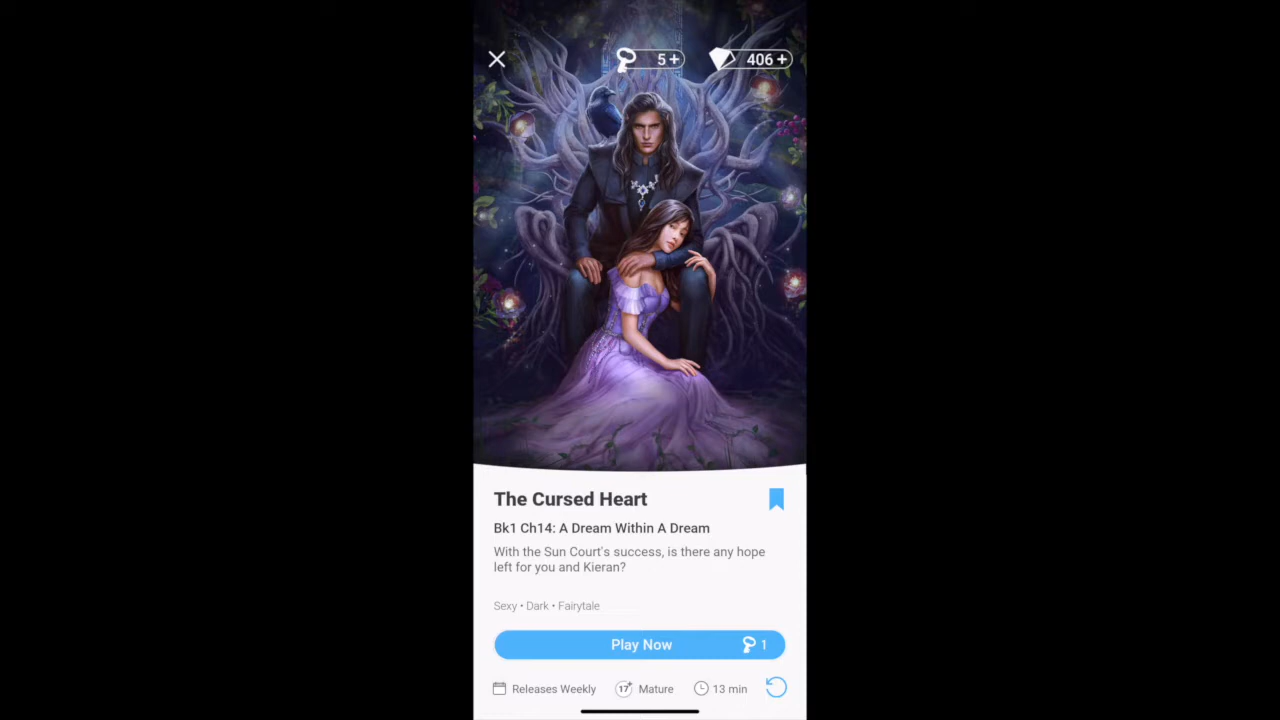 5+
406+
The Cursed Heart
Bk1 Ch14: A Dream Within A Dream
With the Sun Court's success, is there any hope
left for you and Kieran?
Sexy • Dark • Fairytale
Play Now 1
Releases Weekly 17+ Mature 13 min